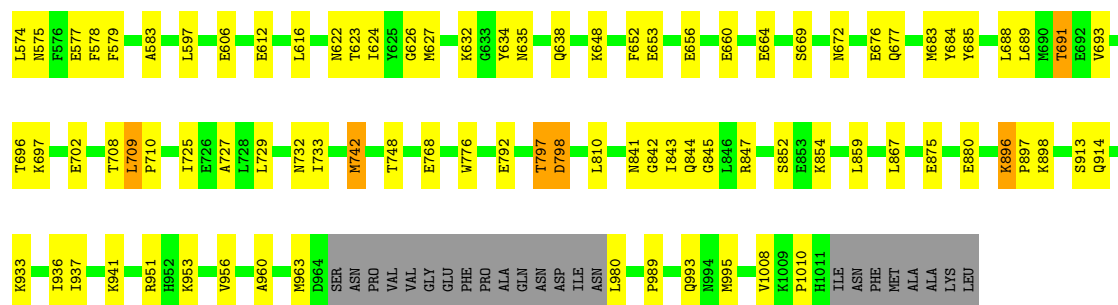 L574 N575 F576 E577 F578 F579 A583 L597 E606 E612 L616 N622 T623 I624 Y625 G626 M627 K632 G633 Y634 N635 Q638 K648 F652 E653 E656 E660 E664 S669 N672 E676 Q677 M683 Y684 Y685 L688 L689 M690 T691 E692 V693
T696 K697 E702 T708 L709 P710 I725 E726 A727 L728 L729 N732 I733 M742 T748 E768 W776 E792 T797 D798 L810 N841 G842 I843 Q844 G845 L846 R847 S852 E853 K854 L859 L867 E875 E880 K896 P897 K898 S913 Q914
K933 I936 I937 K941 R951 H952 K953 V956 A960 M963 D964 SER ASN PRO VAL VAL GLY GLU PHE PRO ALA GLN ASN ASP ILE ASN L980 P989 Q993 N994 M995 V1008 K1009 P1010 H1011 ILE ASN PHE MET ALA ALA LYS LEU